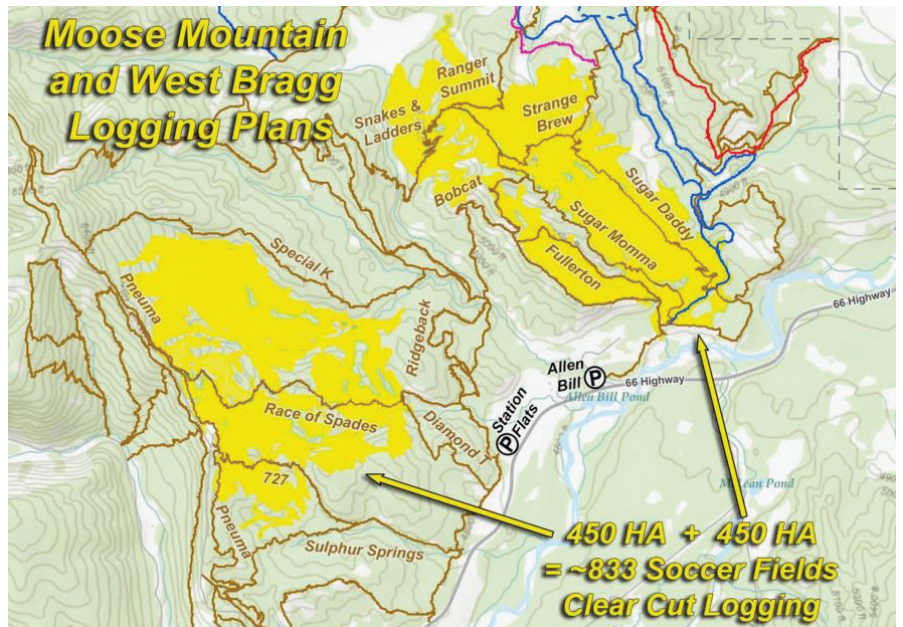 Moose Mountain
and West Bragg
Logging Plans
Ranger
Summit
Snakes &
Ladders
Strange
Brew
Bobcat
Sugar Daddy
Sugar Momma
Fullerton
Special K
Pneuma
Ridgeback
66 Highway
Allen
Bill
P
66 Highway
Allen Bill Pond
Station
Flats
P
Race of Spades
Diamond T
727
Pneuma
Sulphur Springs
450 HA + 450 HA
= ~833 Soccer Fields
Clear Cut Logging